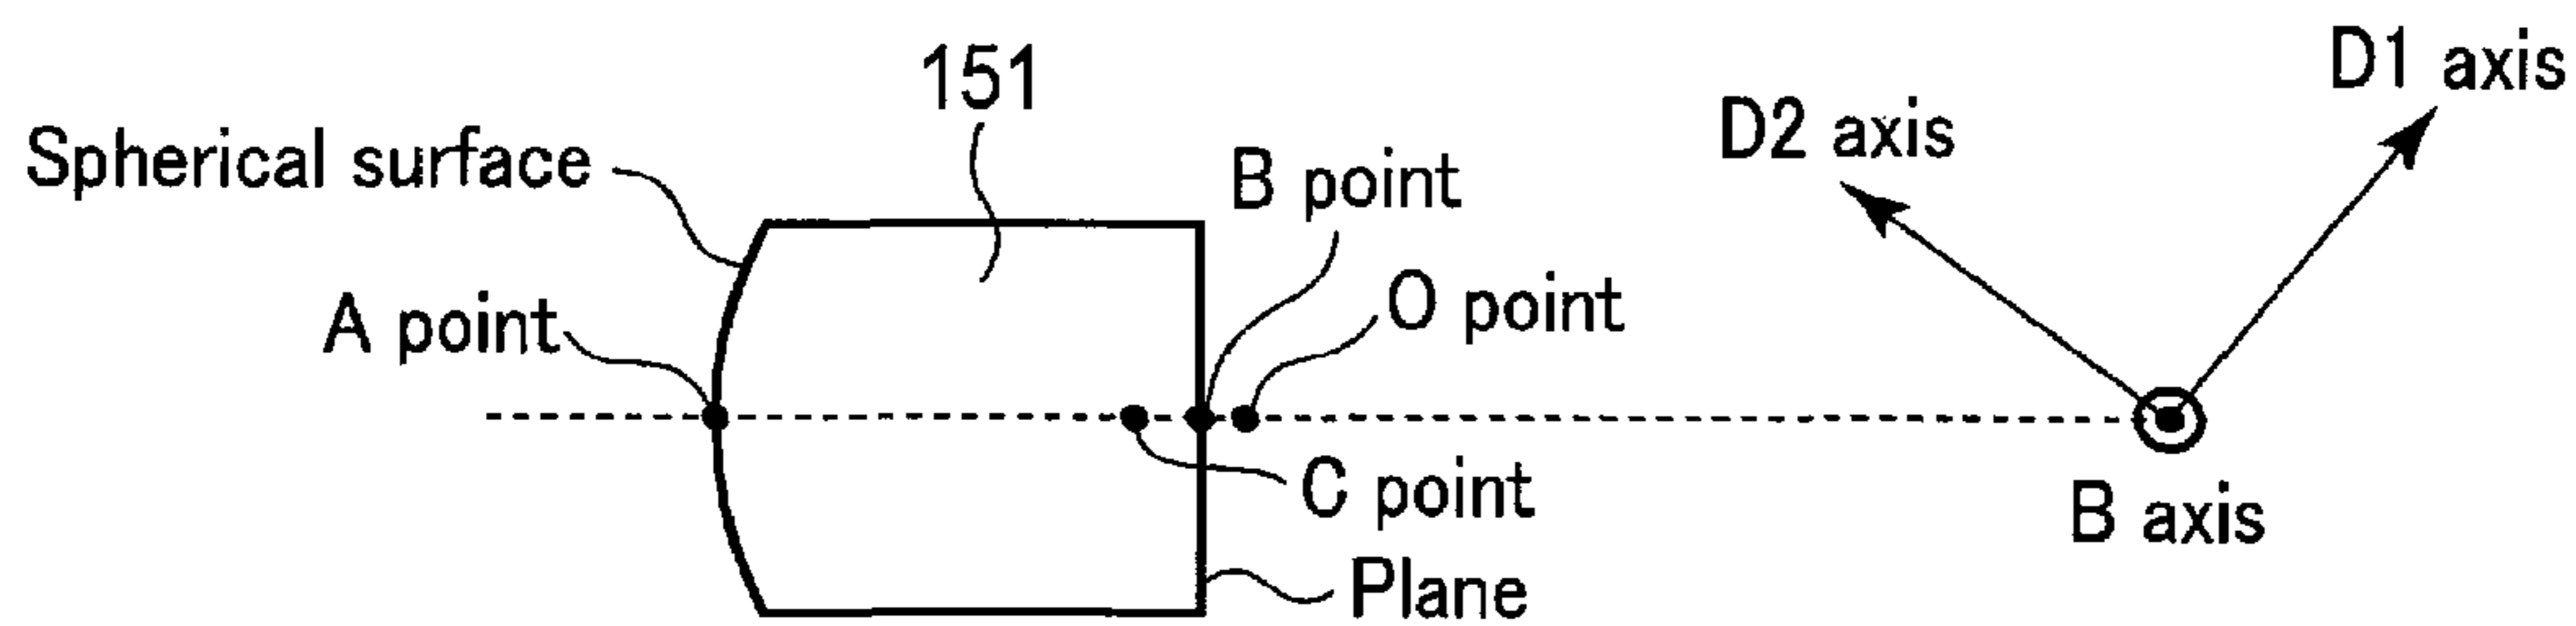 151
D1 axis
D2 axis
Spherical surface
B point
A point
O point
C point
B axis
Plane